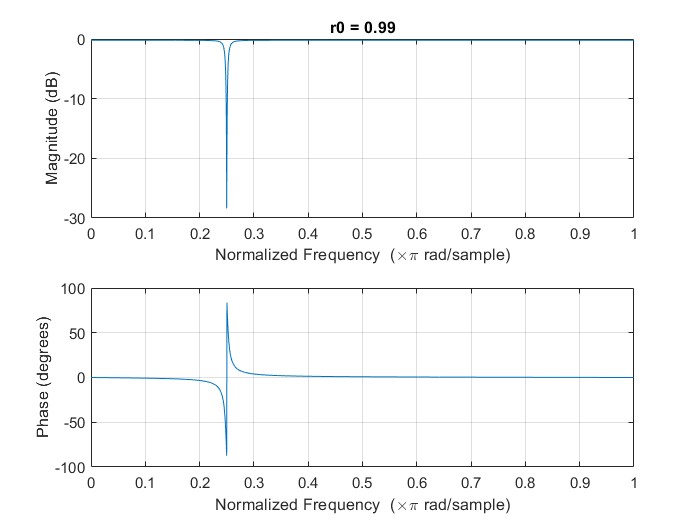 r0 = 0.99
Magnitude (dB)
0
-10
-20
-30
0 0.1 0.2 0.3 0.4 0.5 0.6 0.7 0.8 0.9 1
Normalized Frequency (×π rad/sample)
Phase (degrees)
100
50
0
-50
-100
0 0.1 0.2 0.3 0.4 0.5 0.6 0.7 0.8 0.9 1
Normalized Frequency (×π rad/sample)